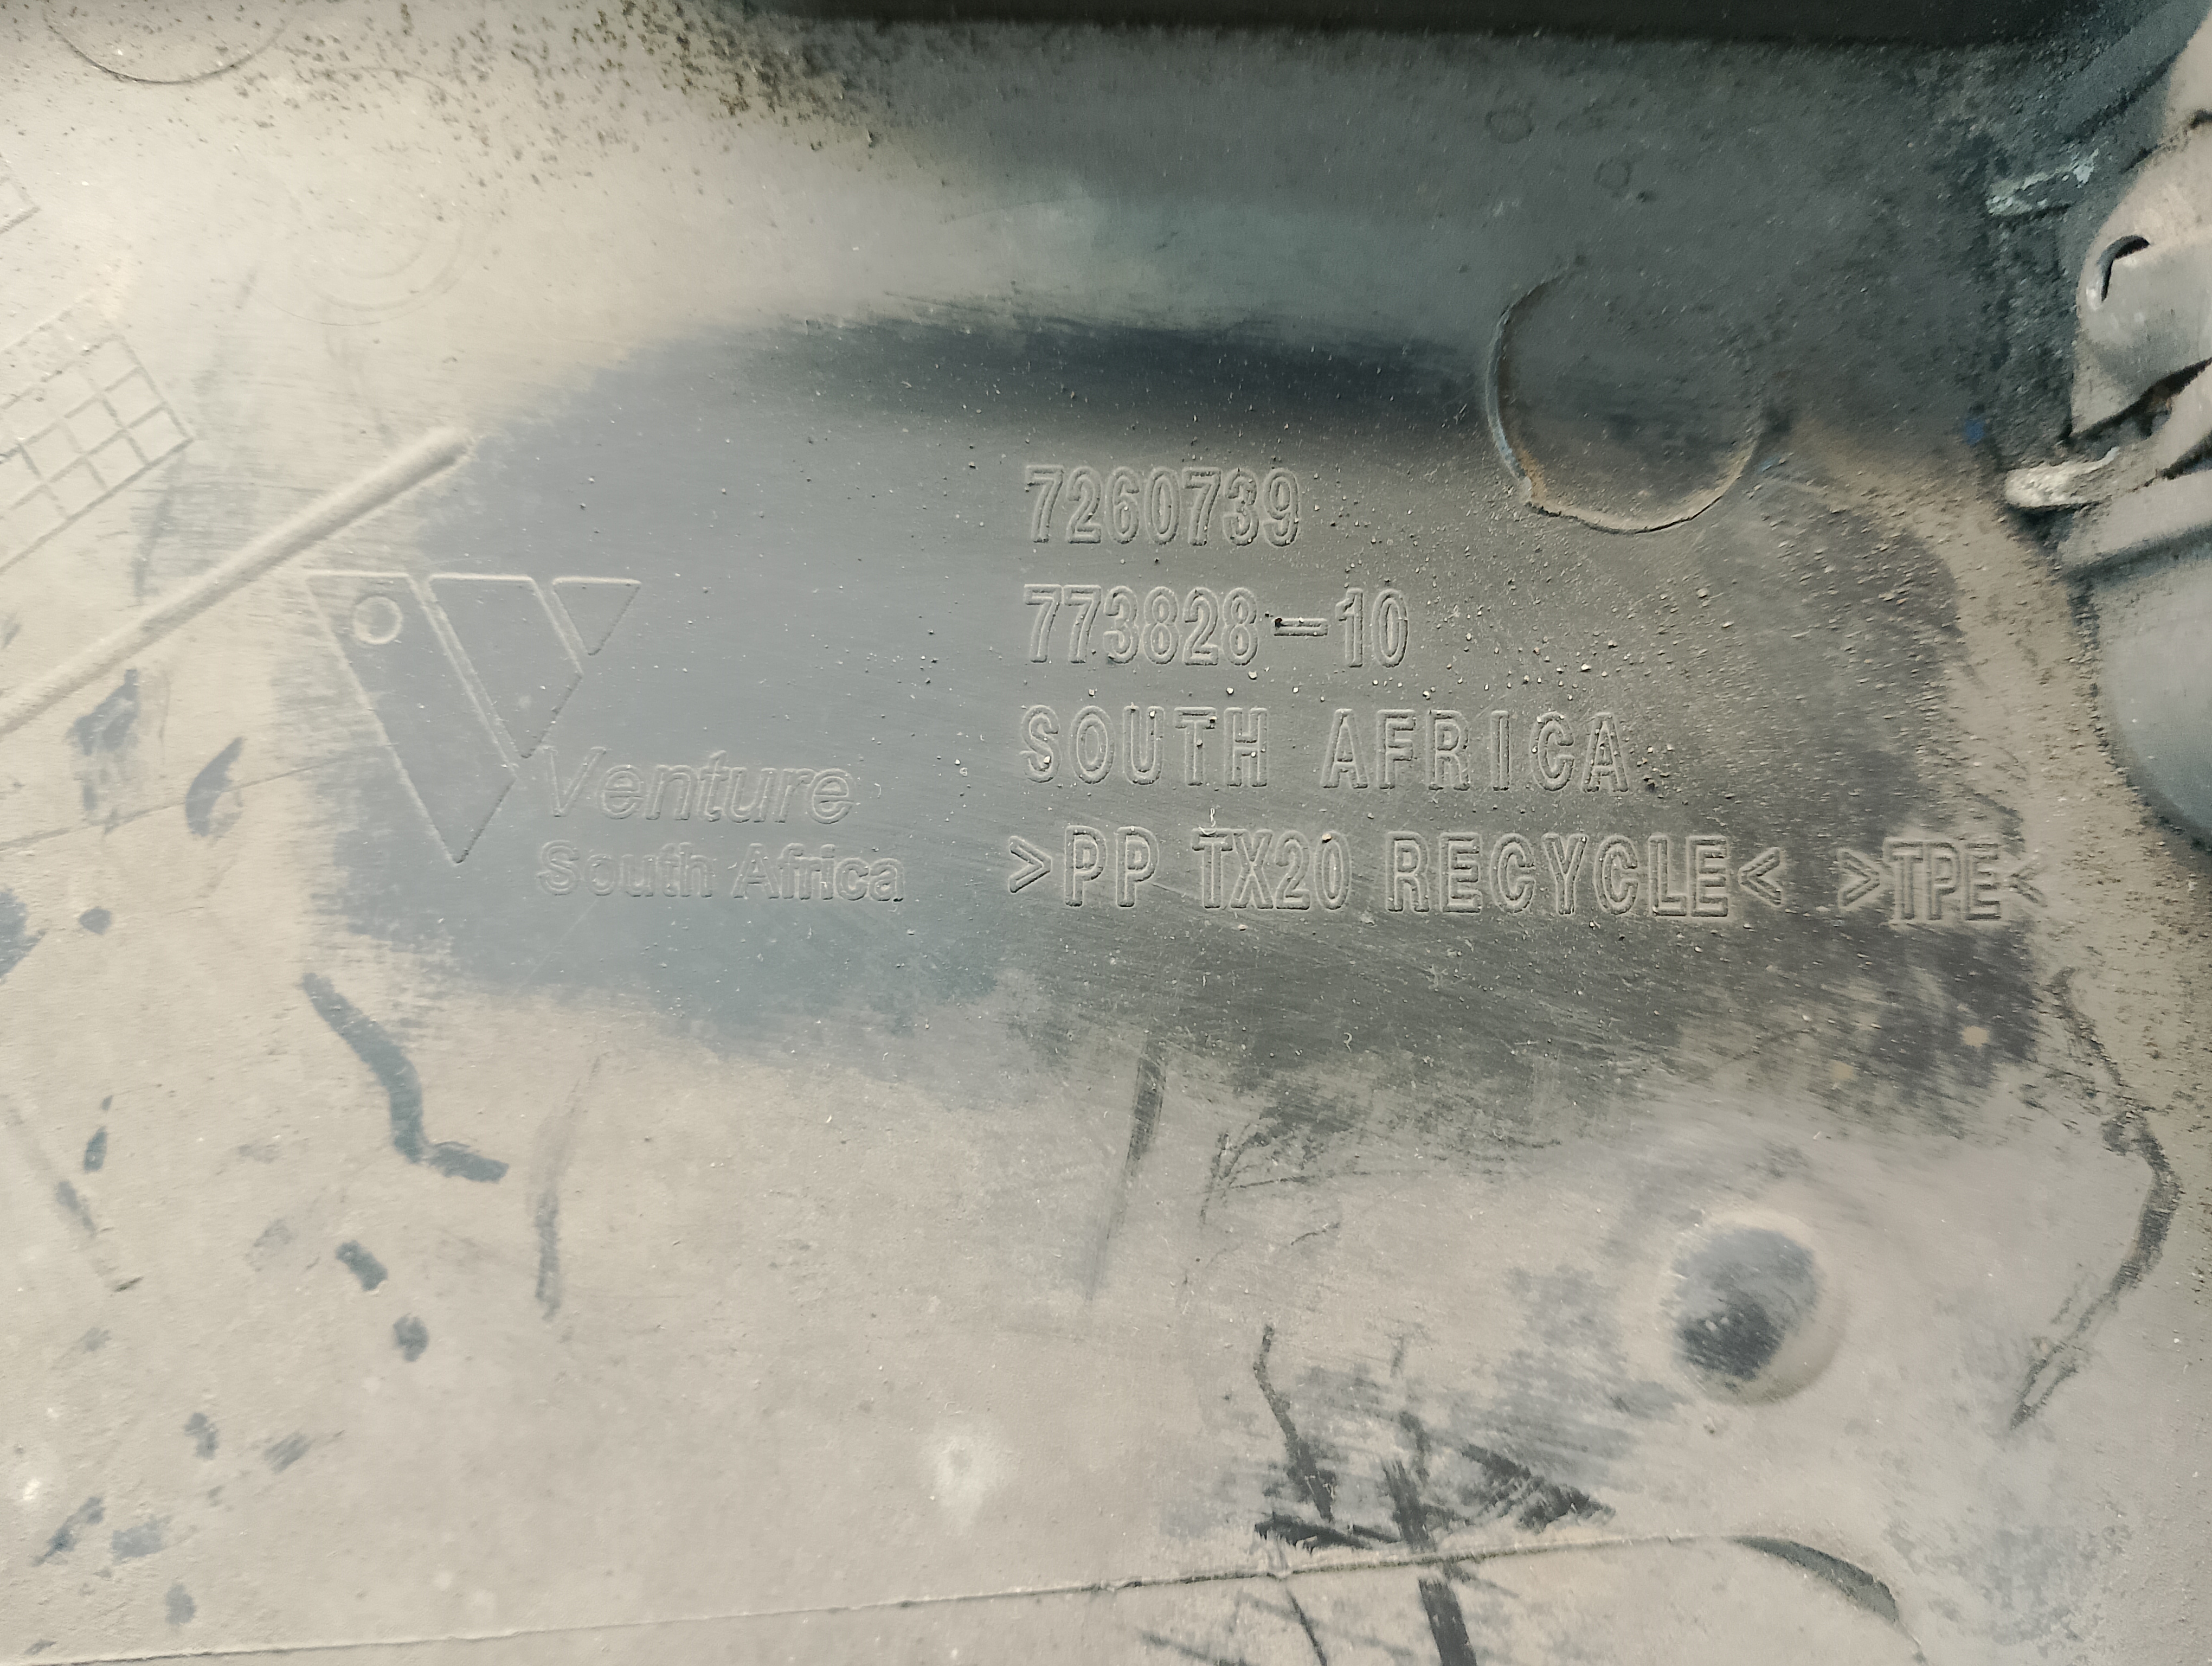 7260739
773828-10
SOUTH AFRICA
>PP TX20 RECYCLE< >TPE<
Venture
South Africa